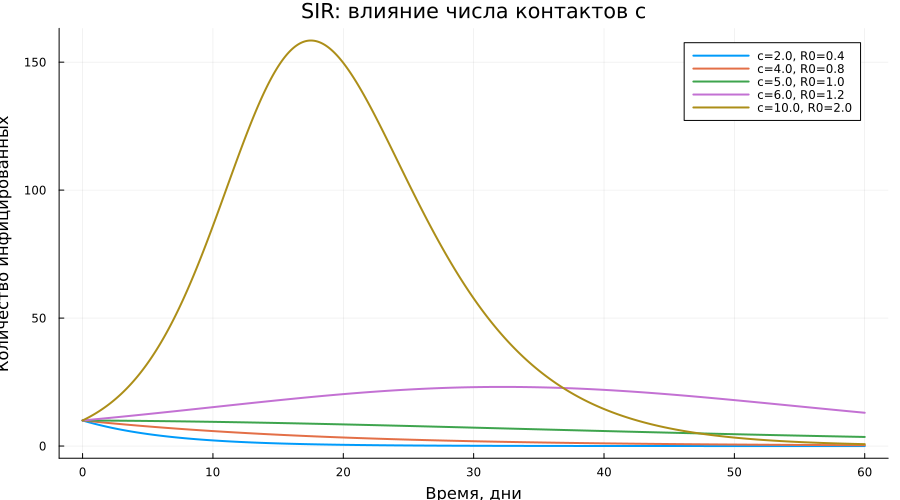 SIR: влияние числа контактов c
Количество инфицированных
150
100
50
0
c=2.0, R0=0.4
c=4.0, R0=0.8
c=5.0, R0=1.0
c=6.0, R0=1.2
c=10.0, R0=2.0
0 10 20 30 40 50 60
Время, дни